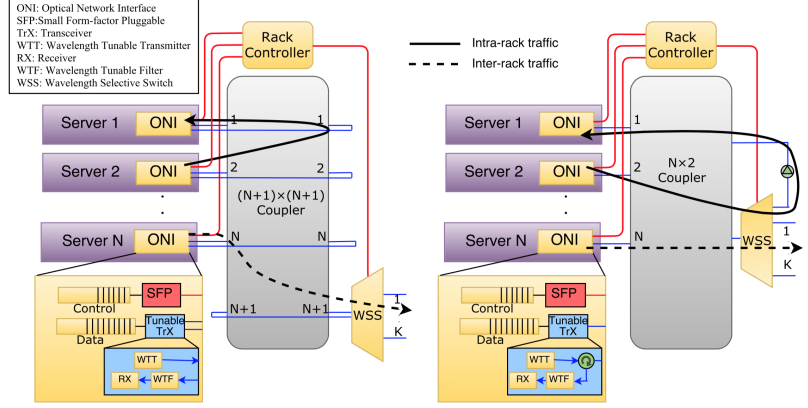 ONI: Optical Network Interface
SFP:Small Form-factor Pluggable
TrX: Transceiver
WTT: Wavelength Tunable Transmitter
RX: Receiver
WTF: Wavelength Tunable Filter
WSS: Wavelength Selective Switch
Rack
Controller
Server 1
ONI
1
1
Server 2
ONI
2
2
(N+1)×(N+1)
Coupler
Server N
ONI
N
N
N+1
N+1
WSS
1
K
SFP
Control
Tunable
TrX
Data
WTT
RX
WTF
Intra-rack traffic
Inter-rack traffic
Rack
Controller
Server 1
ONI
1
Server 2
ONI
2
N×2
Coupler
Server N
ONI
N
WSS
1
K
SFP
Control
Tunable
TrX
Data
WTT
RX
WTF